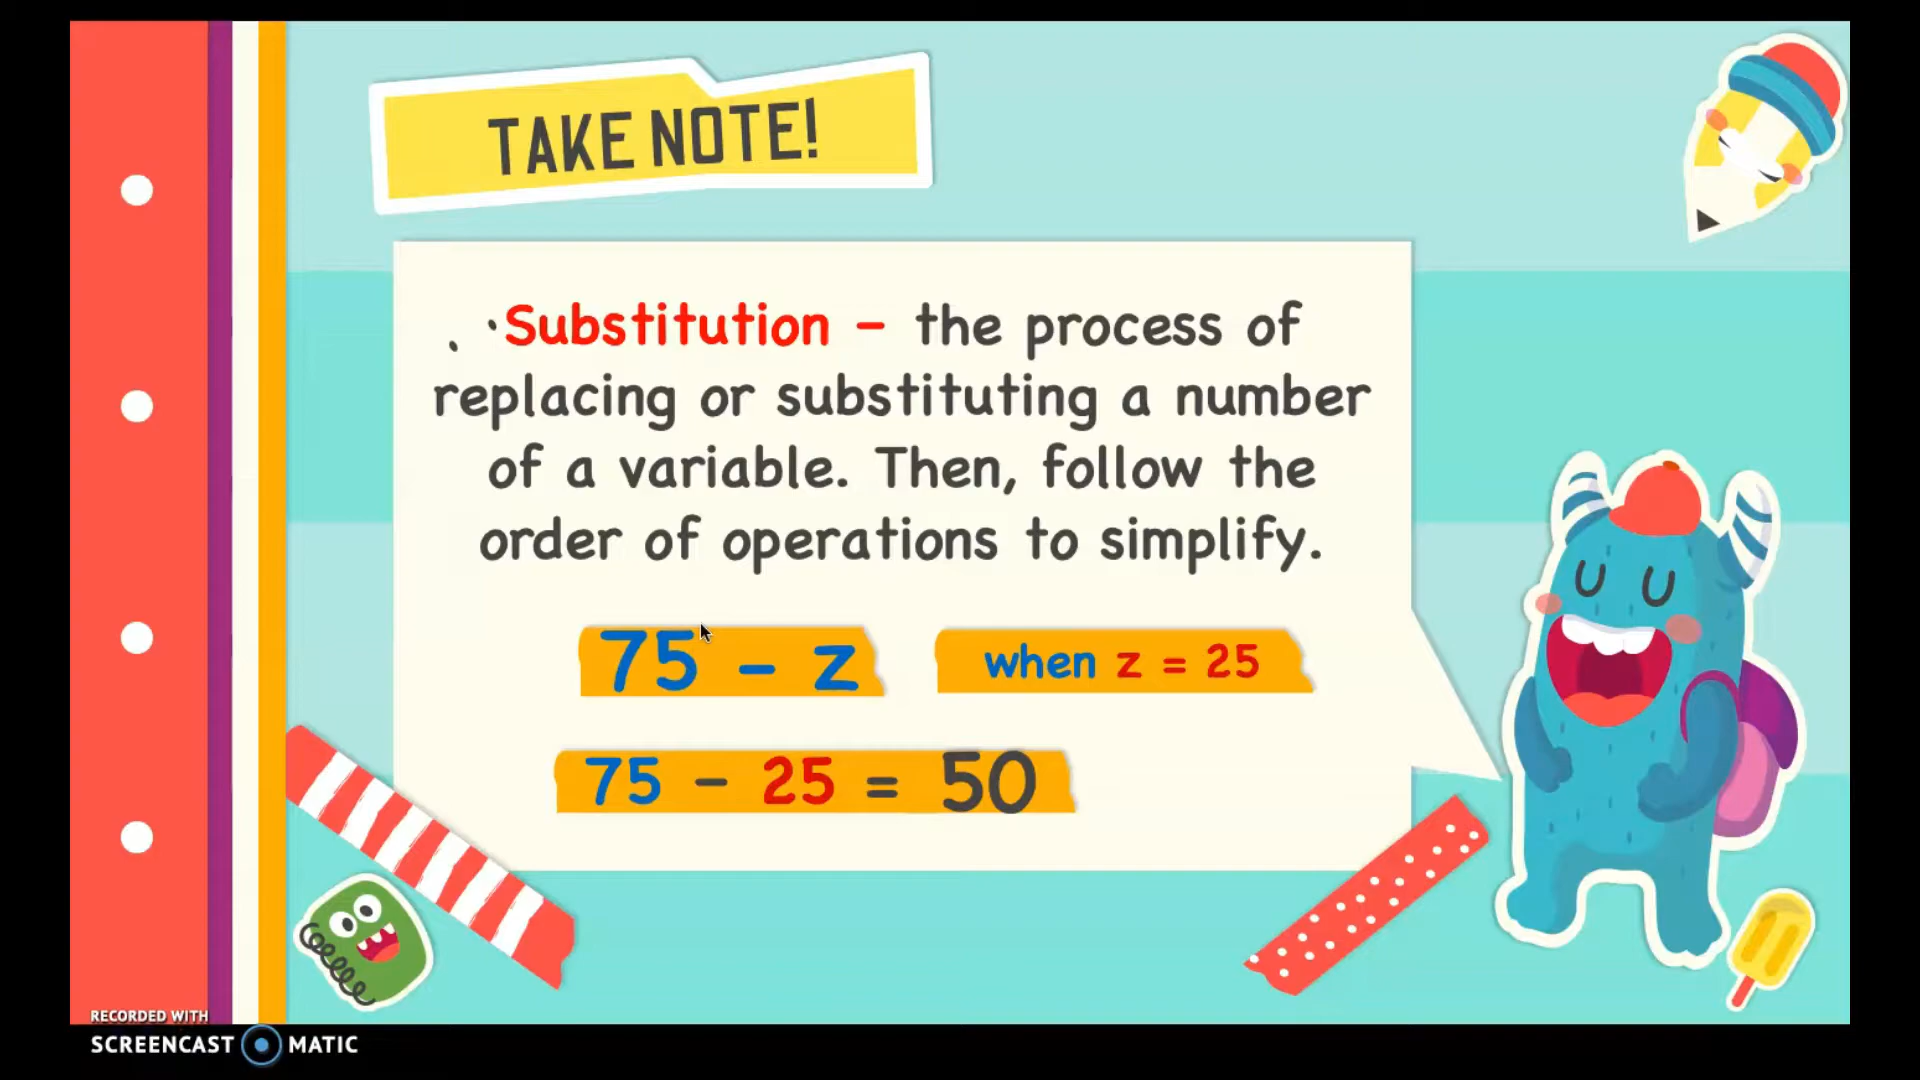 TAKE NOTE!
Substitution – the process of
replacing or substituting a number
of a variable. Then, follow the
order of operations to simplify.
75 – z when z = 25
75 – 25 = 50
RECORDED WITH
SCREENCAST MATIC